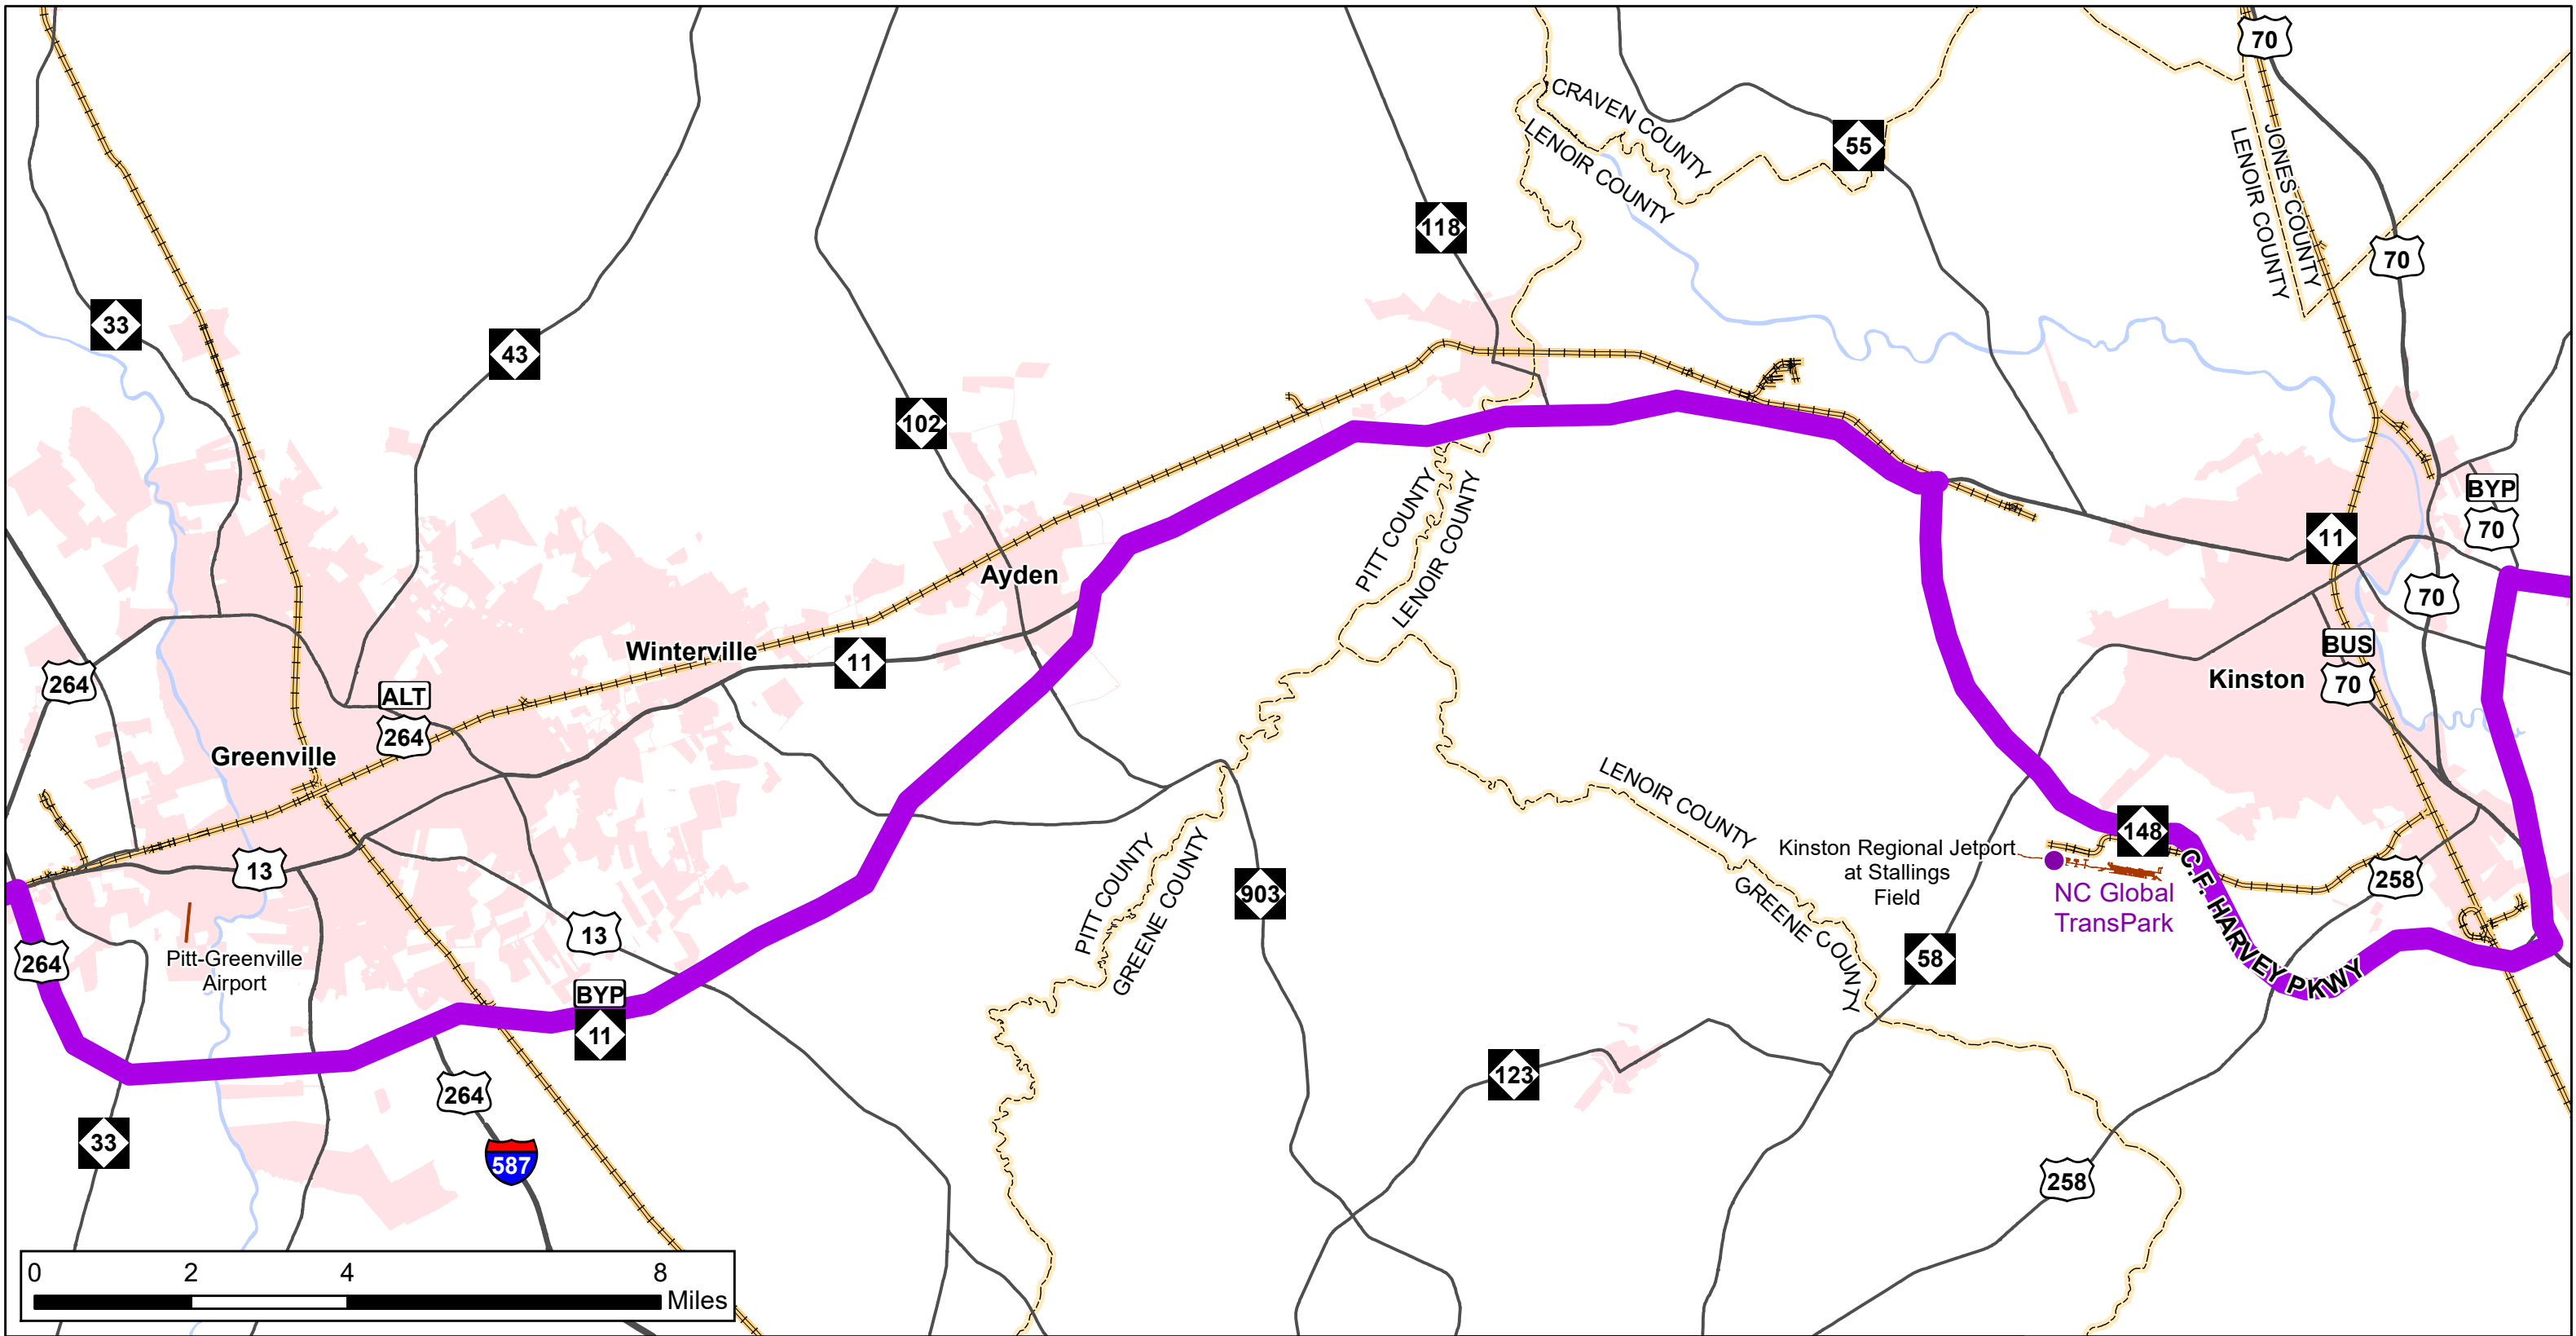 70
CRAVEN COUNTY
LENOIR COUNTY
55
JONES COUNTY
LENOIR COUNTY
118
70
33
43
102
BYP
70
11
PITT COUNTY
LENOIR COUNTY
Ayden
70
Winterville
11
BUS
70
Kinston
264
ALT
264
Greenville
LENOIR COUNTY
GREENE COUNTY
148
Kinston Regional Jetport
at Stallings
Field
NC Global
TransPark
C.F. HARVEY PKWY
258
13
PITT COUNTY
GREENE COUNTY
903
13
264
Pitt-Greenville
Airport
58
BYP
11
264
123
33
587
258
0 2 4 8
Miles